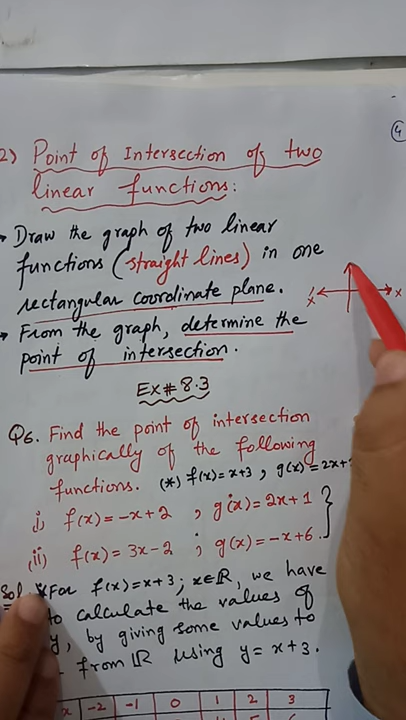 4
2) Point of Intersection of two
linear functions:
→ Draw the graph of two linear
functions (straight lines) in one
rectangular coordinate plane.
x' x
→ From the graph, determine the
point of intersection.
Ex # 8.3
Q6. Find the point of intersection
graphically of the following
functions. (*) f(x)=x+3 , g(x)=2x+
i) f(x)=-x+2 , g(x)=2x+1
(ii) f(x)=3x-2 ; g(x)=-x+6.
Sol *For f(x)=x+3; x∈ℝ, we have
to calculate the values of
y, by giving some values to
from ℝ using y=x+3.
x -2 -1 0 1 2 3